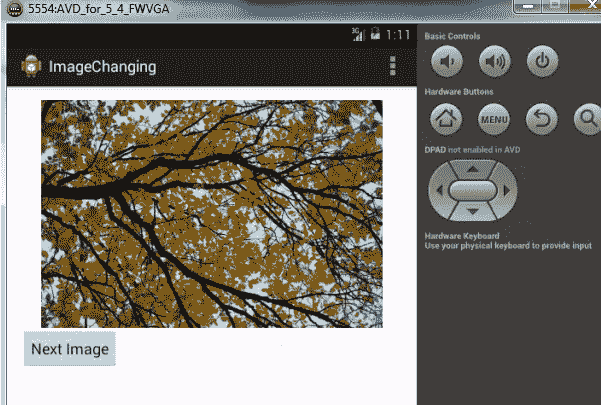 5554:AVD_for_5_4_FWVGA
3G 1:11
ImageChanging
Next Image
Basic Controls
Hardware Buttons
MENU
DPAD not enabled in AVD
Hardware Keyboard
Use your physical keyboard to provide input